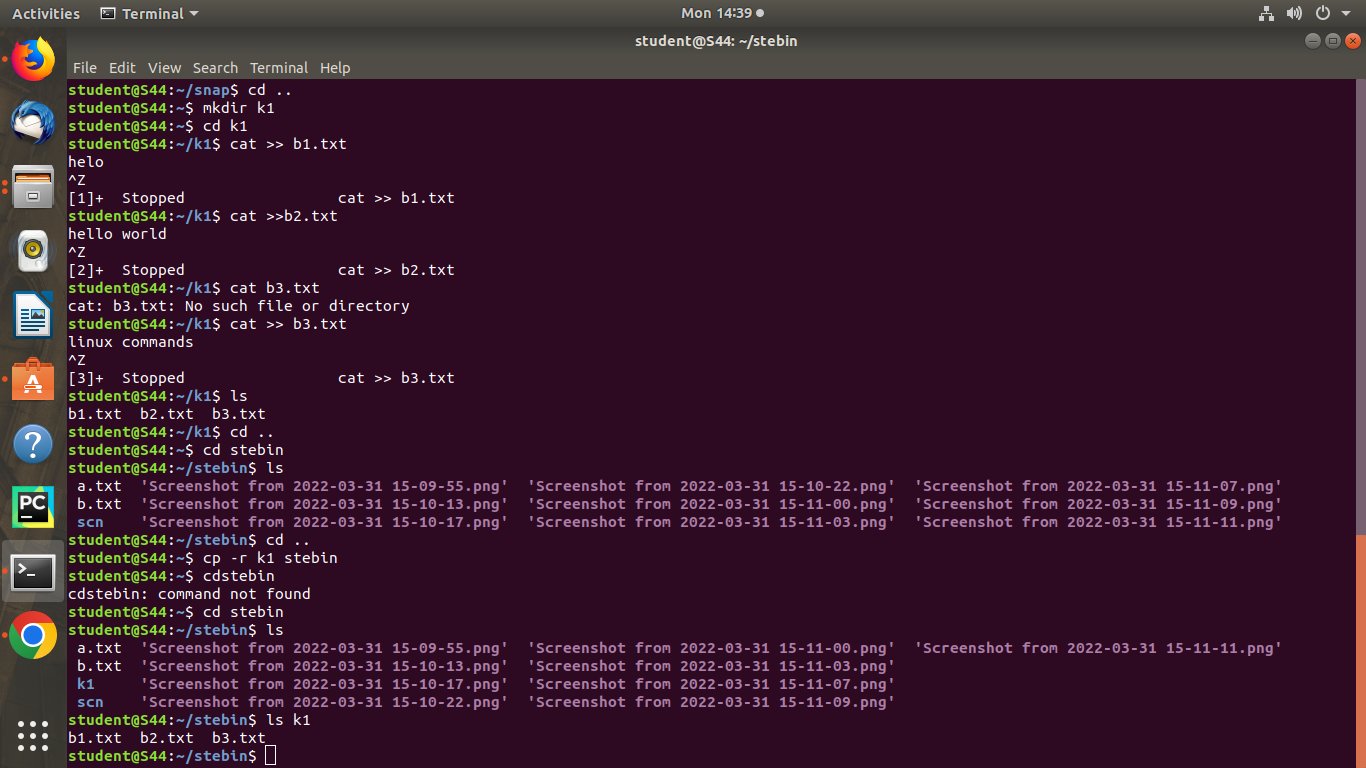 Activities Terminal Mon 14:39
student@S44: ~/stebin
File Edit View Search Terminal Help
student@S44:~/snap$ cd ..
student@S44:~$ mkdir k1
student@S44:~$ cd k1
student@S44:~/k1$ cat >> b1.txt
helo
^Z
[1]+  Stopped                 cat >> b1.txt
student@S44:~/k1$ cat >>b2.txt
hello world
^Z
[2]+  Stopped                 cat >> b2.txt
student@S44:~/k1$ cat b3.txt
cat: b3.txt: No such file or directory
student@S44:~/k1$ cat >> b3.txt
linux commands
^Z
[3]+  Stopped                 cat >> b3.txt
student@S44:~/k1$ ls
b1.txt  b2.txt  b3.txt
student@S44:~/k1$ cd ..
student@S44:~$ cd stebin
student@S44:~/stebin$ ls
 a.txt  'Screenshot from 2022-03-31 15-09-55.png'  'Screenshot from 2022-03-31 15-10-22.png'  'Screenshot from 2022-03-31 15-11-07.png'
 b.txt  'Screenshot from 2022-03-31 15-10-13.png'  'Screenshot from 2022-03-31 15-11-00.png'  'Screenshot from 2022-03-31 15-11-09.png'
 scn    'Screenshot from 2022-03-31 15-10-17.png'  'Screenshot from 2022-03-31 15-11-03.png'  'Screenshot from 2022-03-31 15-11-11.png'
student@S44:~/stebin$ cd ..
student@S44:~$ cp -r k1 stebin
student@S44:~$ cdstebin
cdstebin: command not found
student@S44:~$ cd stebin
student@S44:~/stebin$ ls
 a.txt  'Screenshot from 2022-03-31 15-09-55.png'  'Screenshot from 2022-03-31 15-11-00.png'  'Screenshot from 2022-03-31 15-11-11.png'
 b.txt  'Screenshot from 2022-03-31 15-10-13.png'  'Screenshot from 2022-03-31 15-11-03.png'
 k1     'Screenshot from 2022-03-31 15-10-17.png'  'Screenshot from 2022-03-31 15-11-07.png'
 scn    'Screenshot from 2022-03-31 15-10-22.png'  'Screenshot from 2022-03-31 15-11-09.png'
student@S44:~/stebin$ ls k1
b1.txt  b2.txt  b3.txt
student@S44:~/stebin$
PC